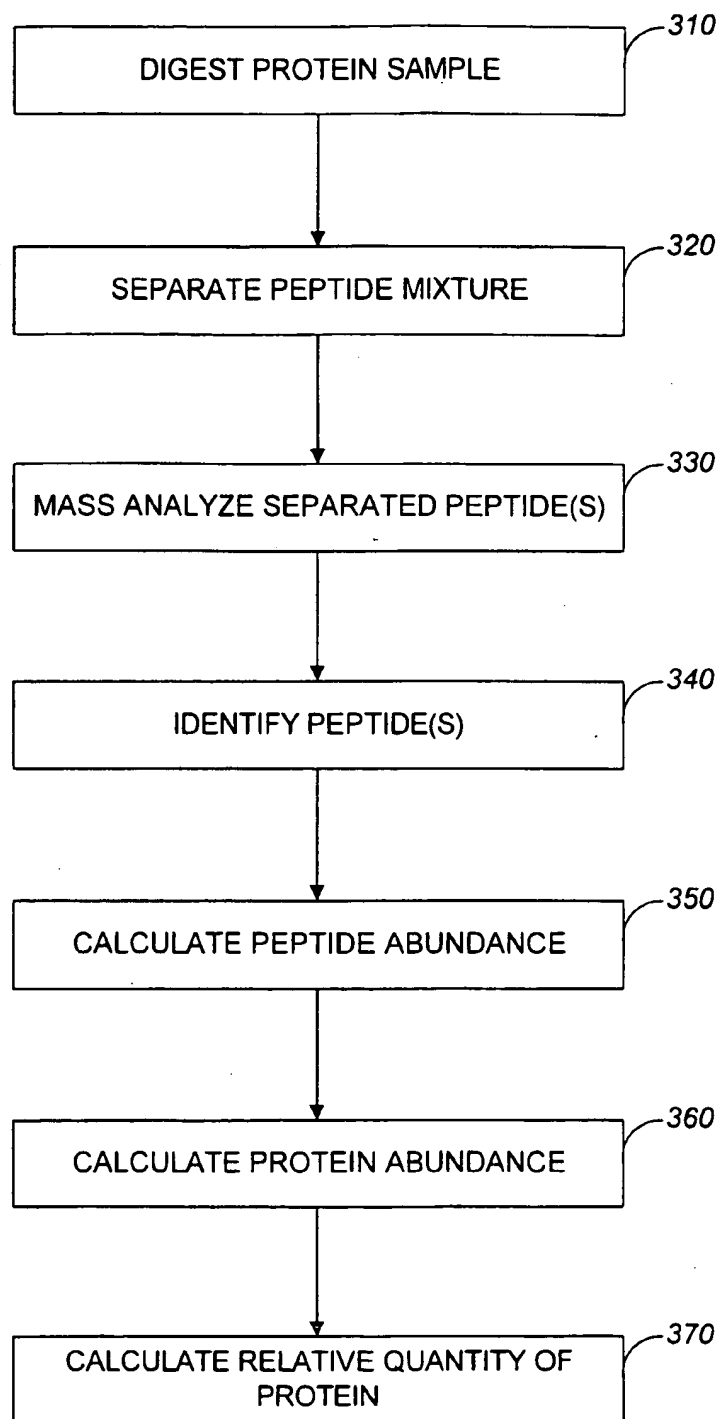 310
DIGEST PROTEIN SAMPLE
320
SEPARATE PEPTIDE MIXTURE
330
MASS ANALYZE SEPARATED PEPTIDE(S)
340
IDENTIFY PEPTIDE(S)
350
CALCULATE PEPTIDE ABUNDANCE
360
CALCULATE PROTEIN ABUNDANCE
370
CALCULATE RELATIVE QUANTITY OF
PROTEIN